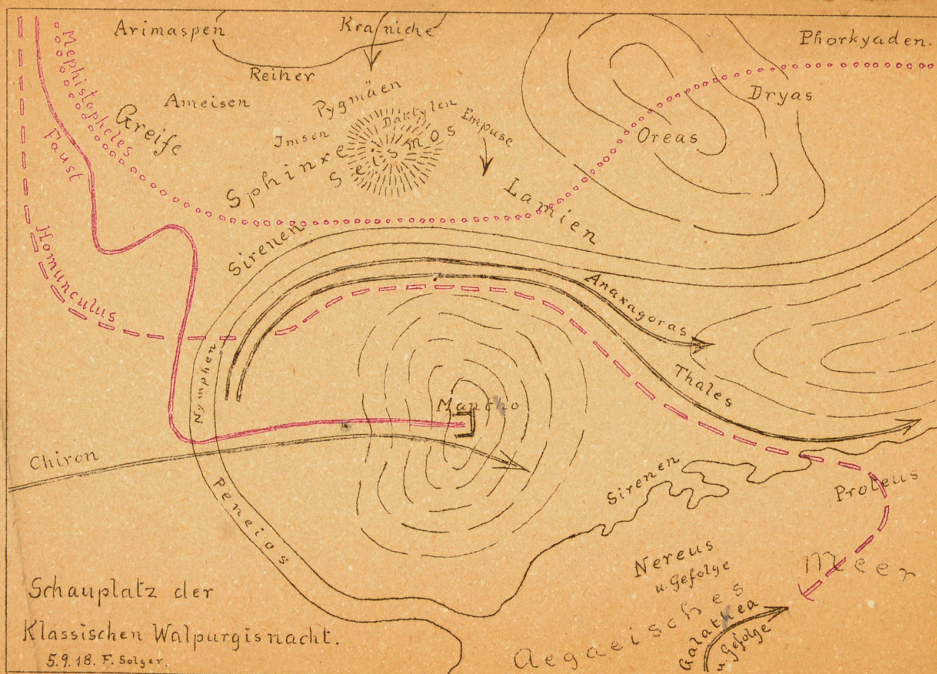 Arimaspen
Kraniche
Phorkyaden.
Reiher
Mephistopheles
Ameisen
Pygmäen
Dryas
Greife
Imsen
Daktylen
Empuse
Oreas
Faust
Sphinxe
Seismos
Lamien
Sirenen
Homunculus
Anaxagoras
Nymphen
Thales
Manto
Chiron
Sirenen
Peneios
Proteus
Nereus
u. Gefolge
Aegaeisches Meer
Galathea
u. Gefolge
Schauplatz der
Klassischen Walpurgisnacht.
5.9.18. F. Solger.